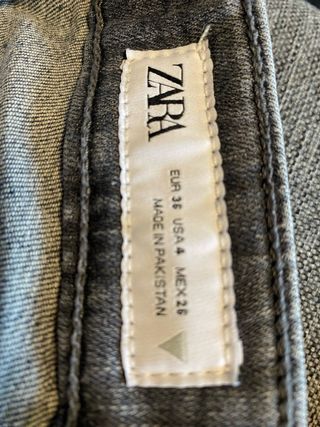 ZARA
EUR 36 USA 4 MEX 26
MADE IN PAKISTAN